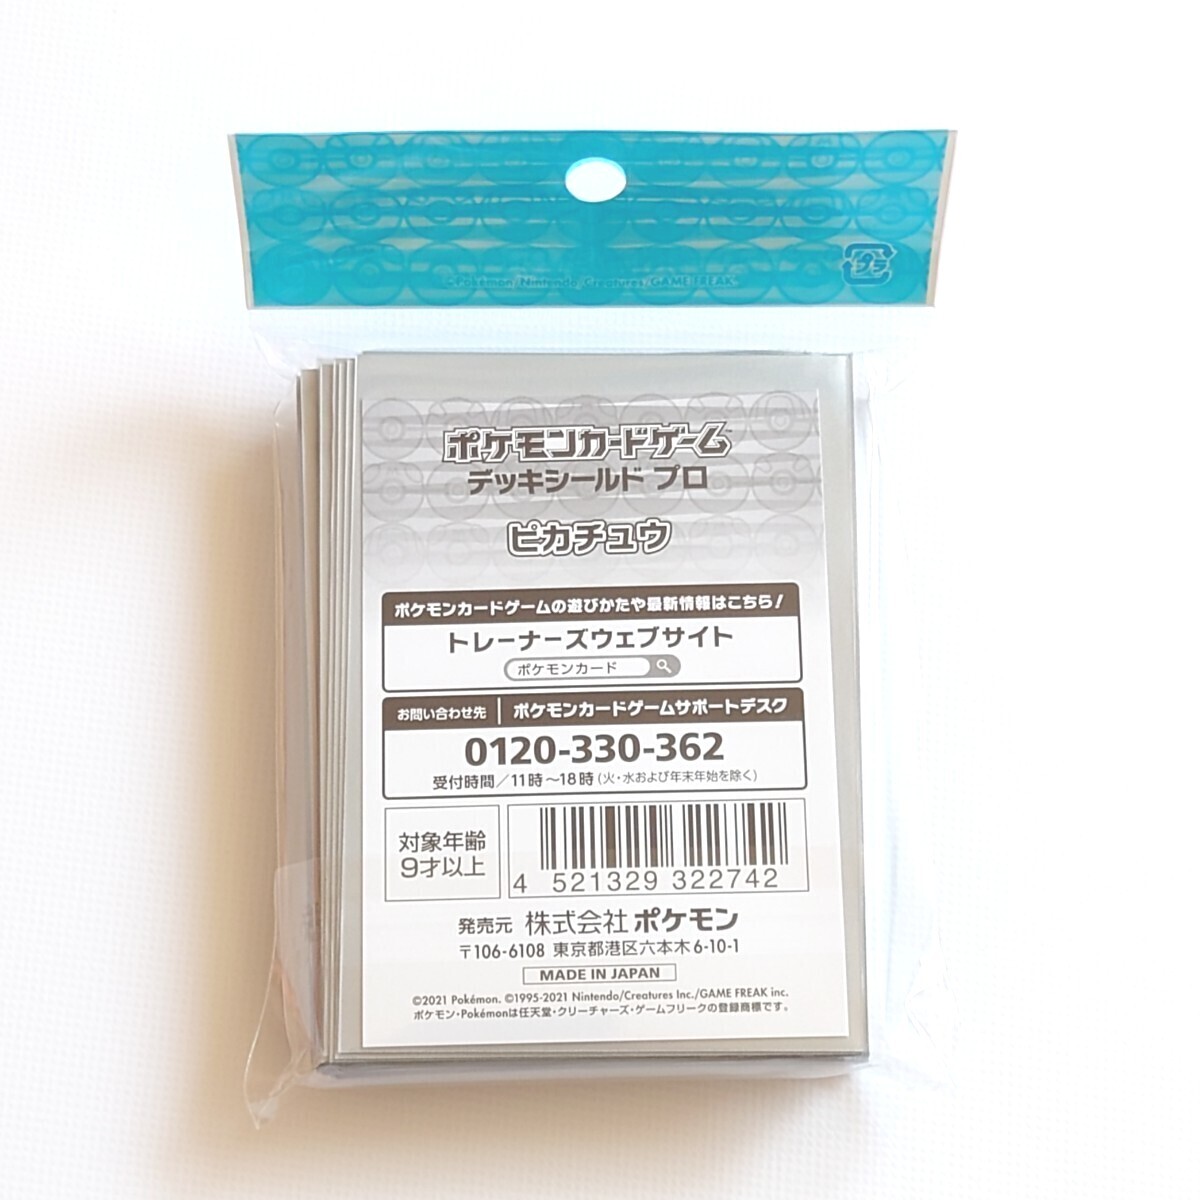 ©Pokémon/Nintendo/Creatures/GAME FREAK
プラ
ポケモンカードゲーム™
デッキシールド プロ
ピカチュウ
ポケモンカードゲームの遊びかたや最新情報はこちら!
トレーナーズウェブサイト
ポケモンカード
お問い合わせ先 | ポケモンカードゲームサポートデスク
0120-330-362
受付時間/11時~18時(火・水および年末年始を除く)
対象年齢
9才以上
4 521329 322742
発売元 株式会社 ポケモン
〒106-6108 東京都港区六本木6-10-1
MADE IN JAPAN
©2021 Pokémon. ©1995-2021 Nintendo/Creatures Inc./GAME FREAK inc.
ポケモン・Pokémonは任天堂・クリーチャーズ・ゲームフリークの登録商標です。